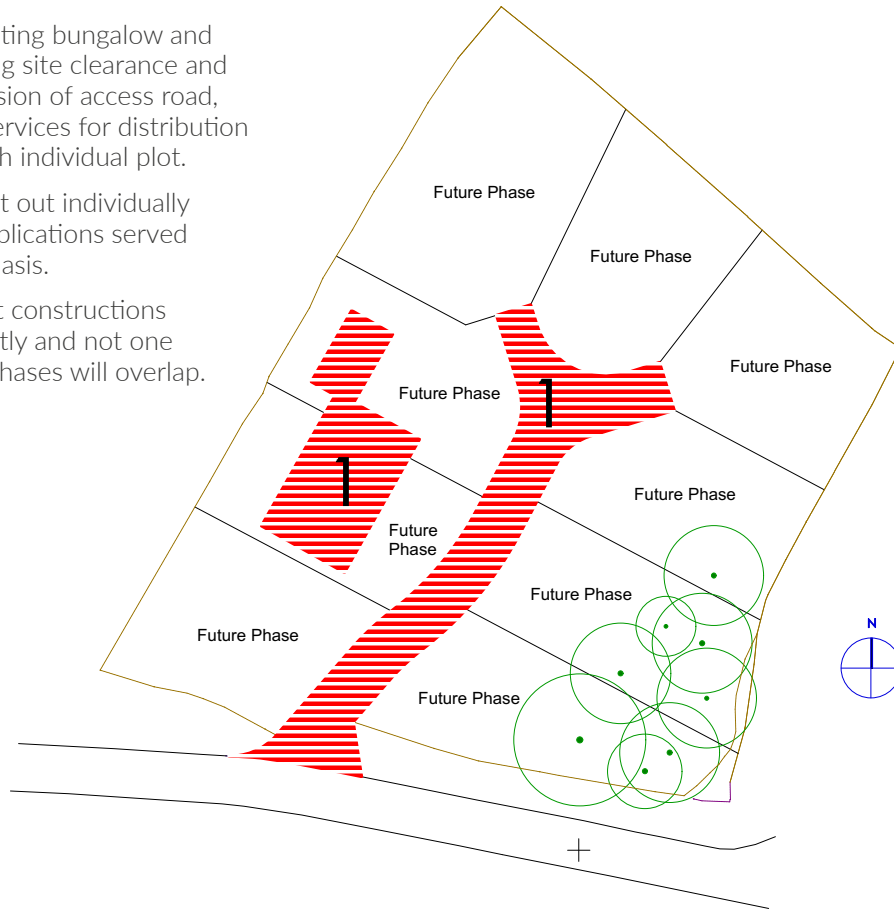 ting bungalow and
g site clearance and
sion of access road,
ervices for distribution
h individual plot.
t out individually
plications served
asis.
t constructions
tly and not one
hases will overlap.
Future Phase
Future Phase
Future Phase
Future Phase
1
Future Phase
1
Future
Phase
Future Phase
Future Phase
Future Phase
N